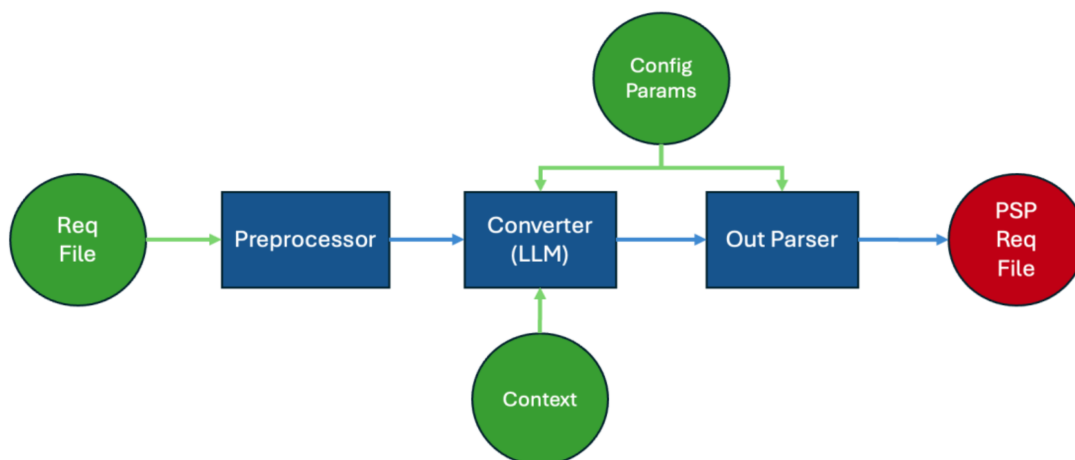 Config
Params
Req
File
Preprocessor
Converter
(LLM)
Out Parser
PSP
Req
File
Context